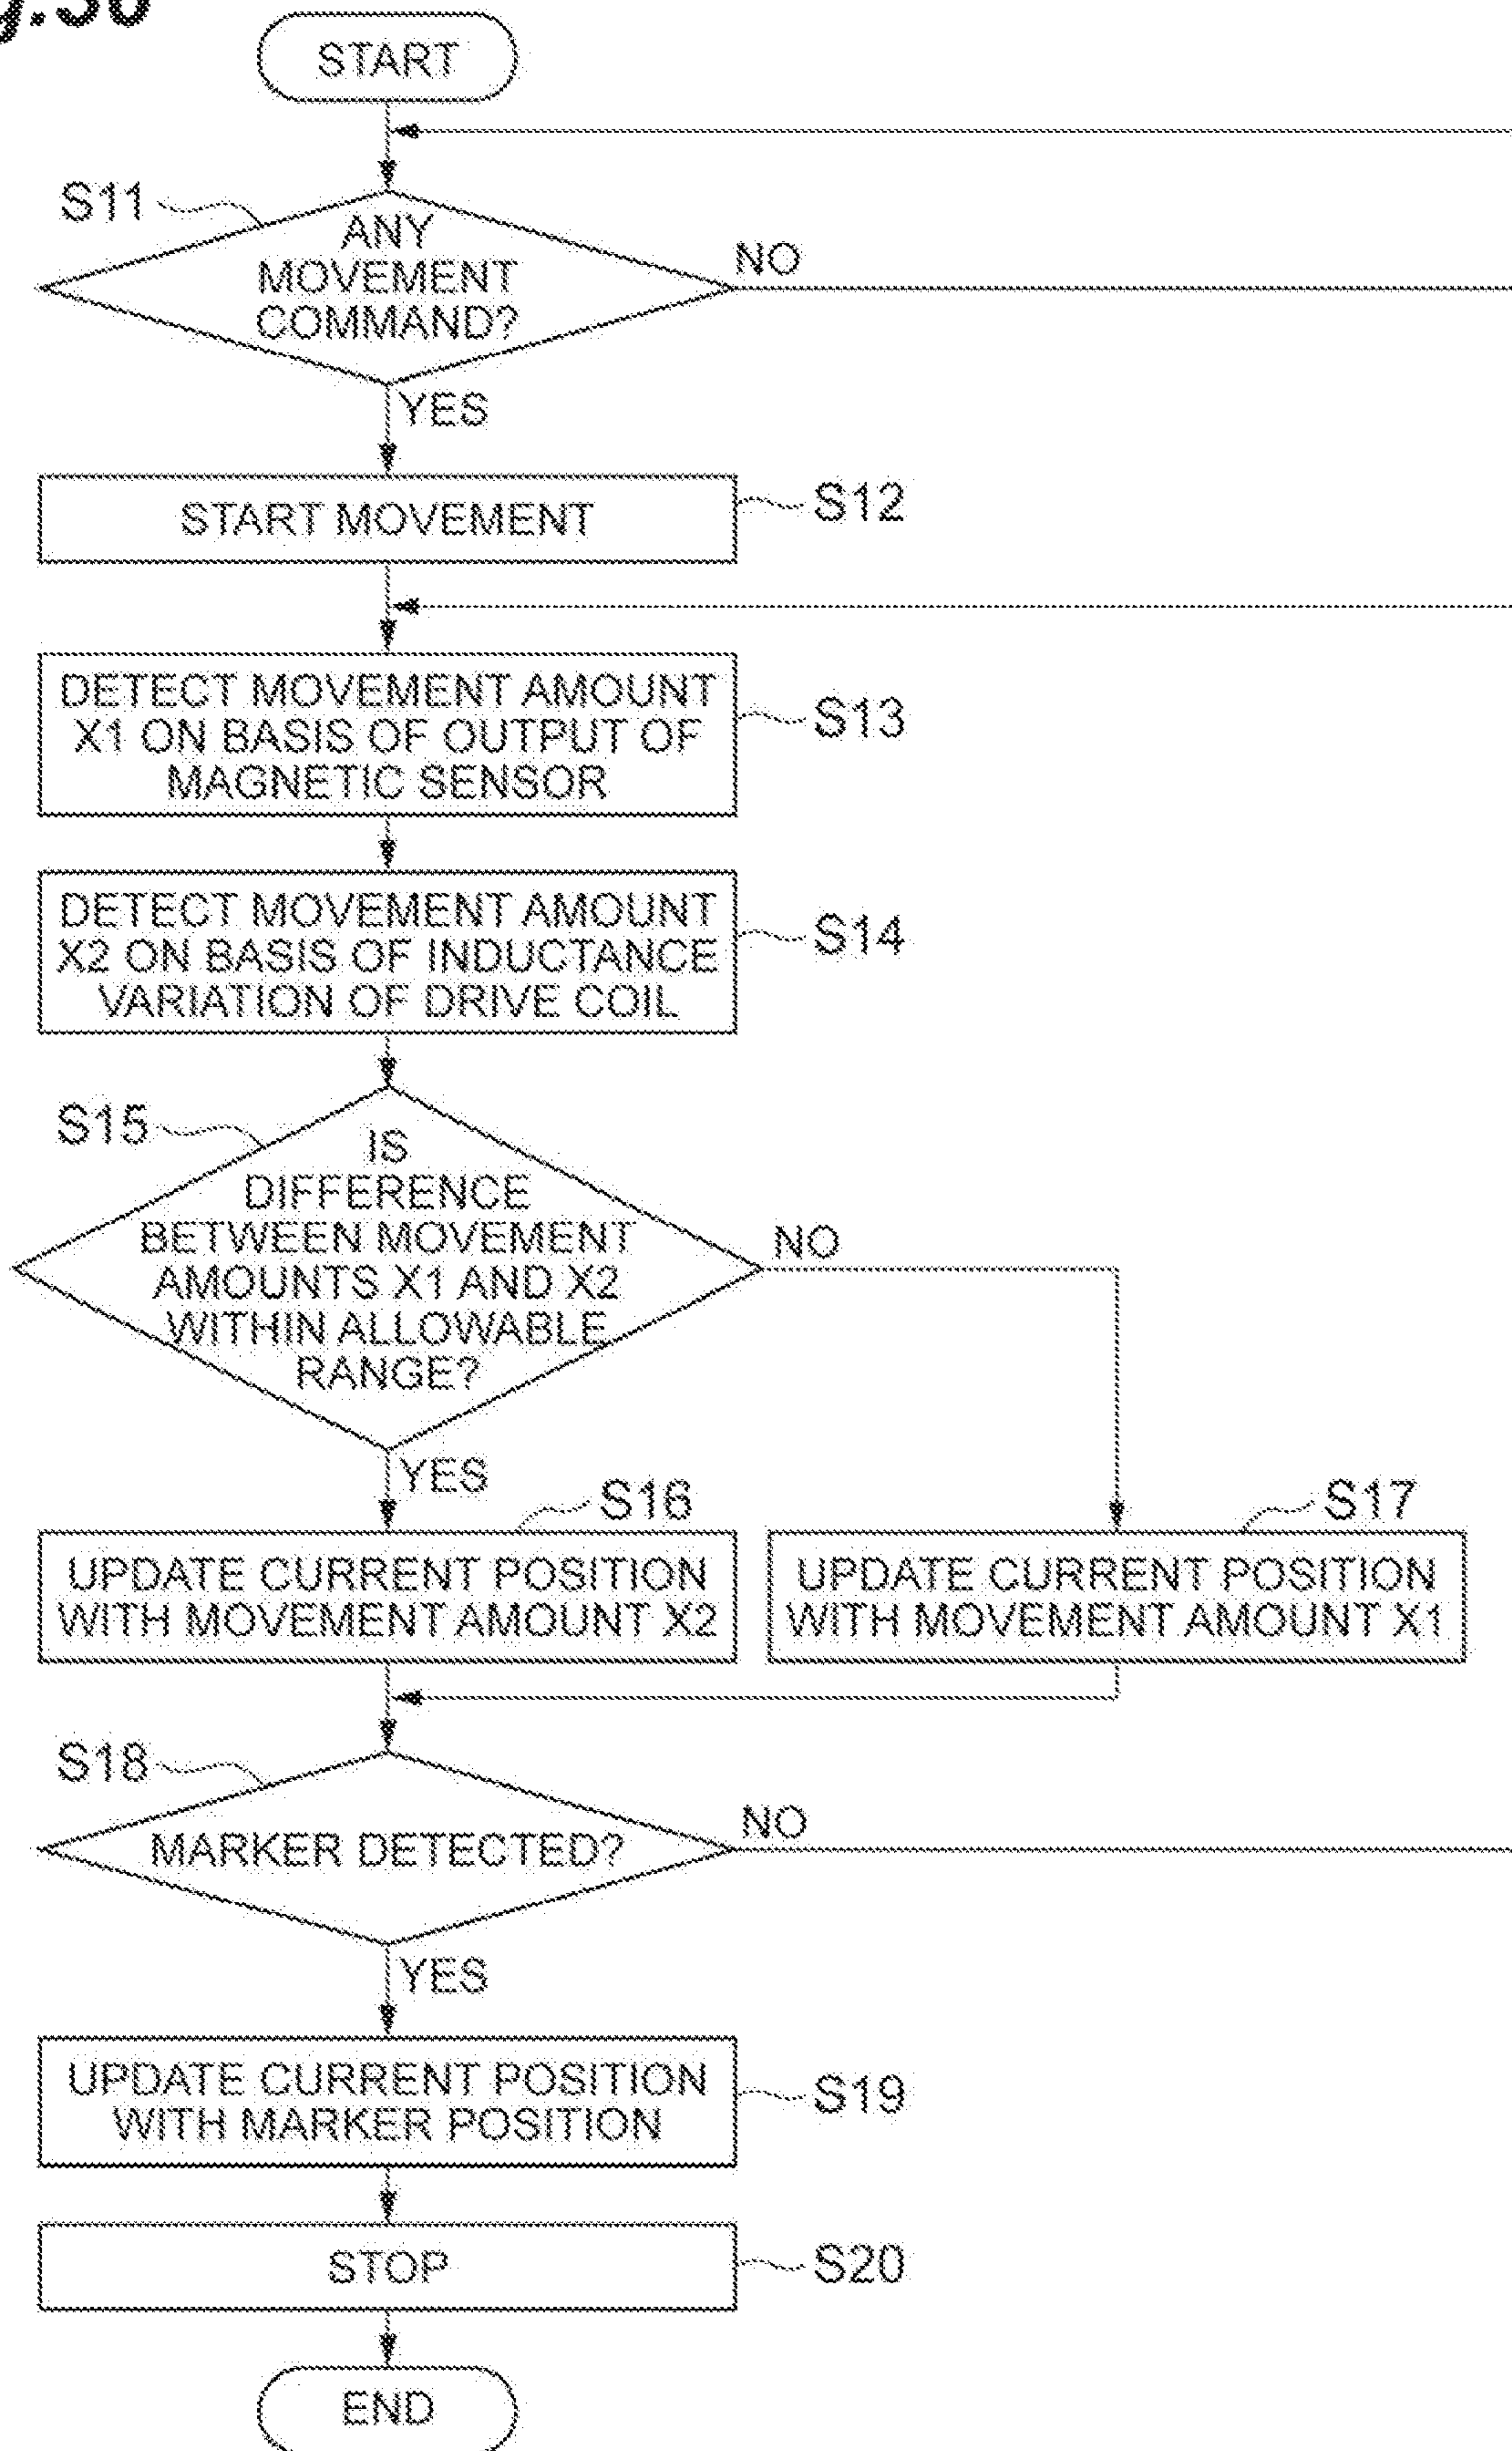 START
S11
ANY
MOVEMENT
COMMAND?
NO
YES
START MOVEMENT
S12
DETECT MOVEMENT AMOUNT
X1 ON BASIS OF OUTPUT OF
MAGNETIC SENSOR
S13
DETECT MOVEMENT AMOUNT
X2 ON BASIS OF INDUCTANCE
VARIATION OF DRIVE COIL
S14
S15
IS
DIFFERENCE
BETWEEN MOVEMENT
AMOUNTS X1 AND X2
WITHIN ALLOWABLE
RANGE?
NO
YES
S16
UPDATE CURRENT POSITION
WITH MOVEMENT AMOUNT X2
S17
UPDATE CURRENT POSITION
WITH MOVEMENT AMOUNT X1
S18
MARKER DETECTED?
NO
YES
UPDATE CURRENT POSITION
WITH MARKER POSITION
S19
STOP
S20
END